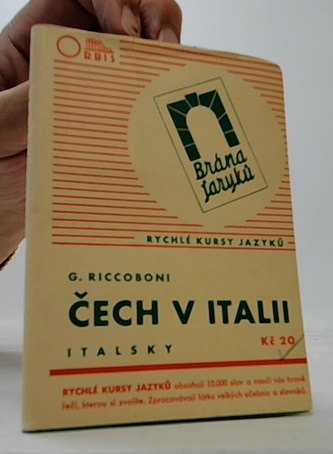 ORBIS
Brána
Jazyků
RYCHLÉ KURSY JAZYKŮ
G. RICCOBONI
ČECH V ITALII
ITALSKY
Kč 20
RYCHLÉ KURSY JAZYKŮ obsahují 10.000 slov a naučí vás hravě
řeči, kterou si zvolíte. Zpracovávají látku velkých učebnic a slovníků.